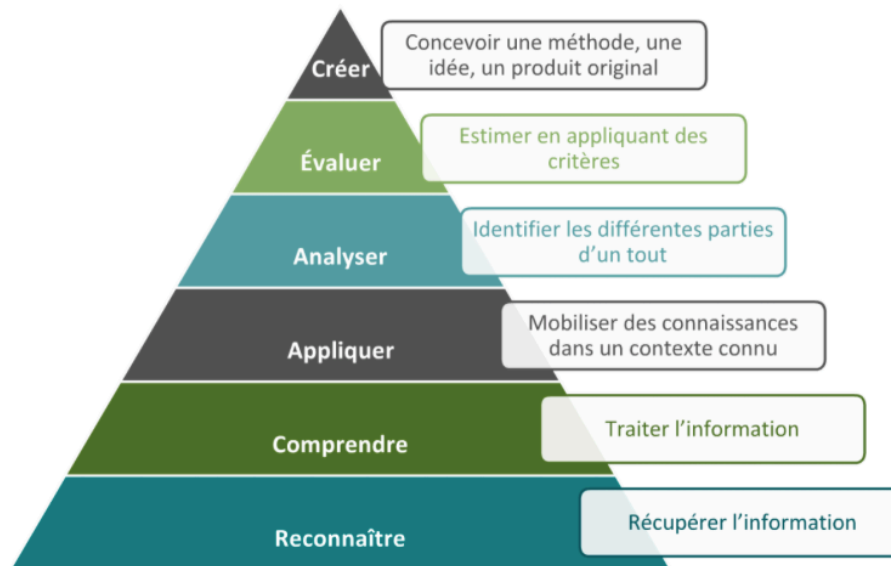 Créer
Concevoir une méthode, une
idée, un produit original
Évaluer
Estimer en appliquant des
critères
Analyser
Identifier les différentes parties
d’un tout
Appliquer
Mobiliser des connaissances
dans un contexte connu
Comprendre
Traiter l’information
Reconnaître
Récupérer l’information